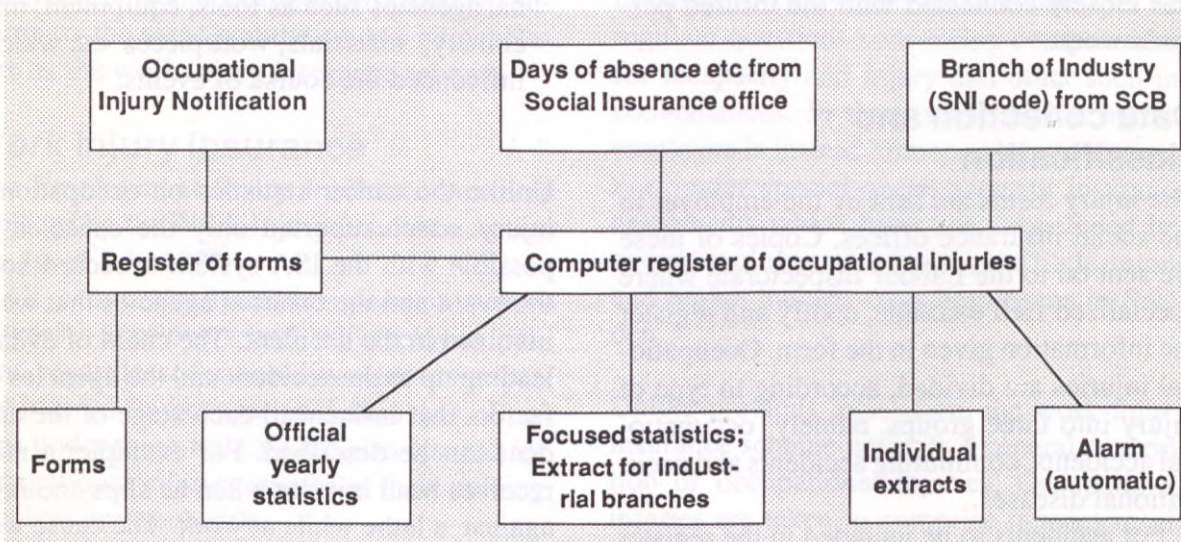 Occupational
Injury Notification
Days of absence etc from
Social Insurance office
Branch of Industry
(SNI code) from SCB
Register of forms
Computer register of occupational injuries
Forms
Official
yearly
statistics
Focused statistics;
Extract for indust-
rial branches
Individual
extracts
Alarm
(automatic)